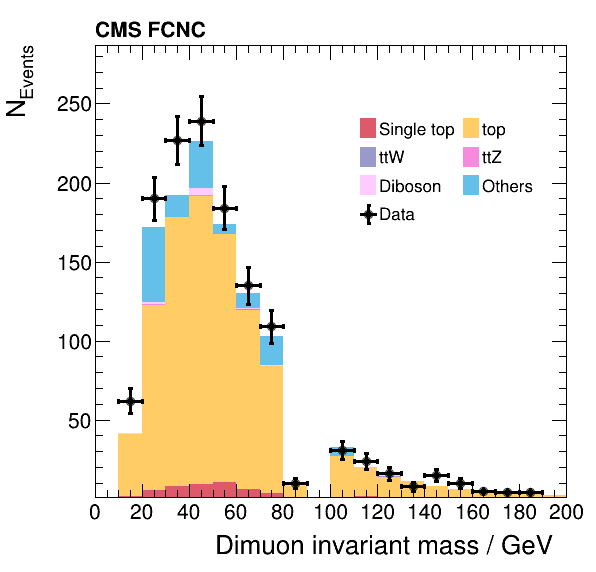 CMS FCNC
N_Events
250
200
150
100
50
Single top top
ttW ttZ
Diboson Others
Data
0 20 40 60 80 100 120 140 160 180 200
Dimuon invariant mass / GeV